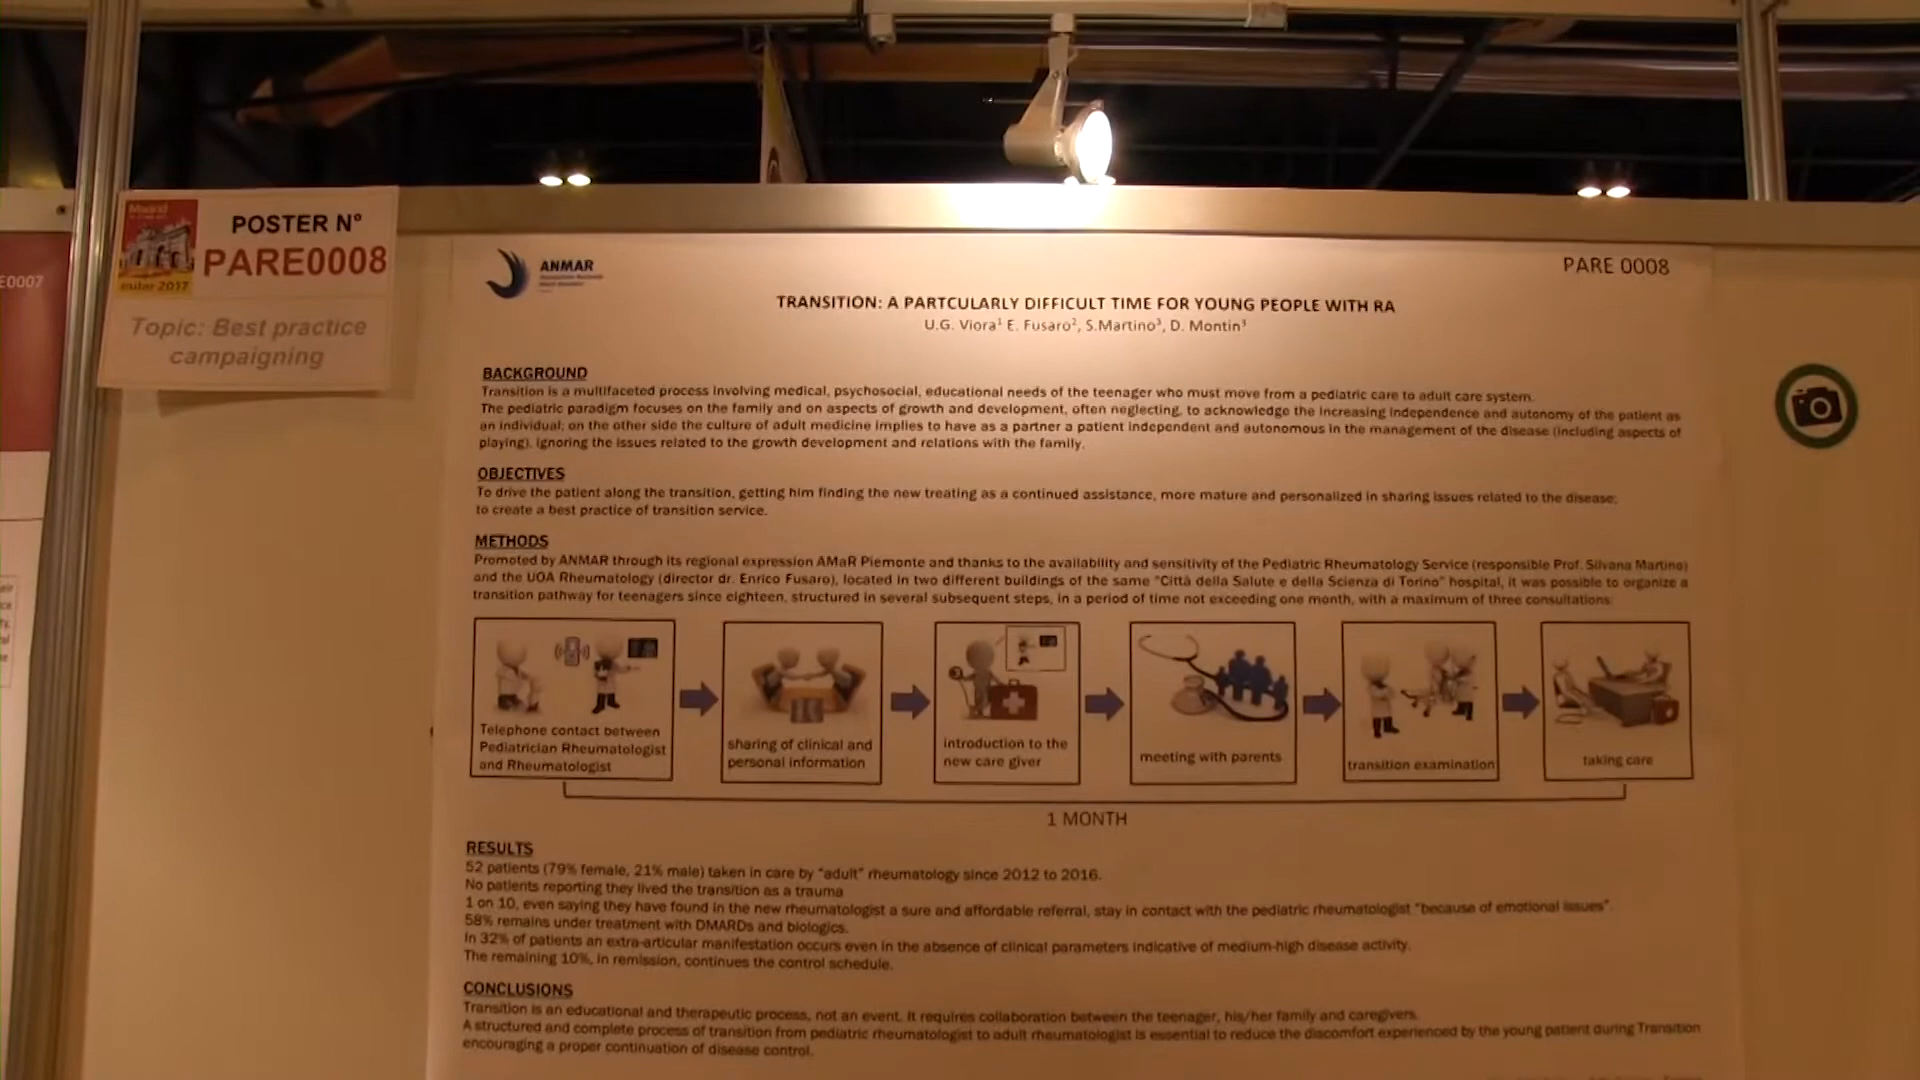 Madrid
eular 2017
POSTER N°
PARE0008
Topic: Best practice
campaigning
E0007
ANMAR
PARE 0008
TRANSITION: A PARTCULARLY DIFFICULT TIME FOR YOUNG PEOPLE WITH RA
U.G. Viora¹ E. Fusaro², S.Martino³, D. Montin³
BACKGROUND
Transition is a multifaceted process involving medical, psychosocial, educational needs of the teenager who must move from a pediatric care to adult care system.
The pediatric paradigm focuses on the family and on aspects of growth and development, often neglecting, to acknowledge the increasing independence and autonomy of the patient as
an individual; on the other side the culture of adult medicine implies to have as a partner a patient independent and autonomous in the management of the disease (including aspects of
playing), ignoring the issues related to the growth development and relations with the family.
OBJECTIVES
To drive the patient along the transition, getting him finding the new treating as a continued assistance, more mature and personalized in sharing issues related to the disease;
to create a best practice of transition service.
METHODS
Promoted by ANMAR through its regional expression AMaR Piemonte and thanks to the availability and sensitivity of the Pediatric Rheumatology Service (responsible Prof. Silvana Martino)
and the UOA Rheumatology (director dr. Enrico Fusaro), located in two different buildings of the same "Città della Salute e della Scienza di Torino" hospital, it was possible to organize a
transition pathway for teenagers since eighteen, structured in several subsequent steps, in a period of time not exceeding one month, with a maximum of three consultations:
Telephone contact between
Pediatrician Rheumatologist
and Rheumatologist
sharing of clinical and
personal information
introduction to the
new care giver
meeting with parents
transition examination
taking care
1 MONTH
RESULTS
52 patients (79% female, 21% male) taken in care by "adult" rheumatology since 2012 to 2016.
No patients reporting they lived the transition as a trauma
1 on 10, even saying they have found in the new rheumatologist a sure and affordable referral, stay in contact with the pediatric rheumatologist "because of emotional issues".
58% remains under treatment with DMARDs and biologics.
In 32% of patients an extra-articular manifestation occurs even in the absence of clinical parameters indicative of medium-high disease activity.
The remaining 10%, in remission, continues the control schedule.
CONCLUSIONS
Transition is an educational and therapeutic process, not an event. It requires collaboration between the teenager, his/her family and caregivers.
A structured and complete process of transition from pediatric rheumatologist to adult rheumatologist is essential to reduce the discomfort experienced by the young patient during Transition
encouraging a proper continuation of disease control.